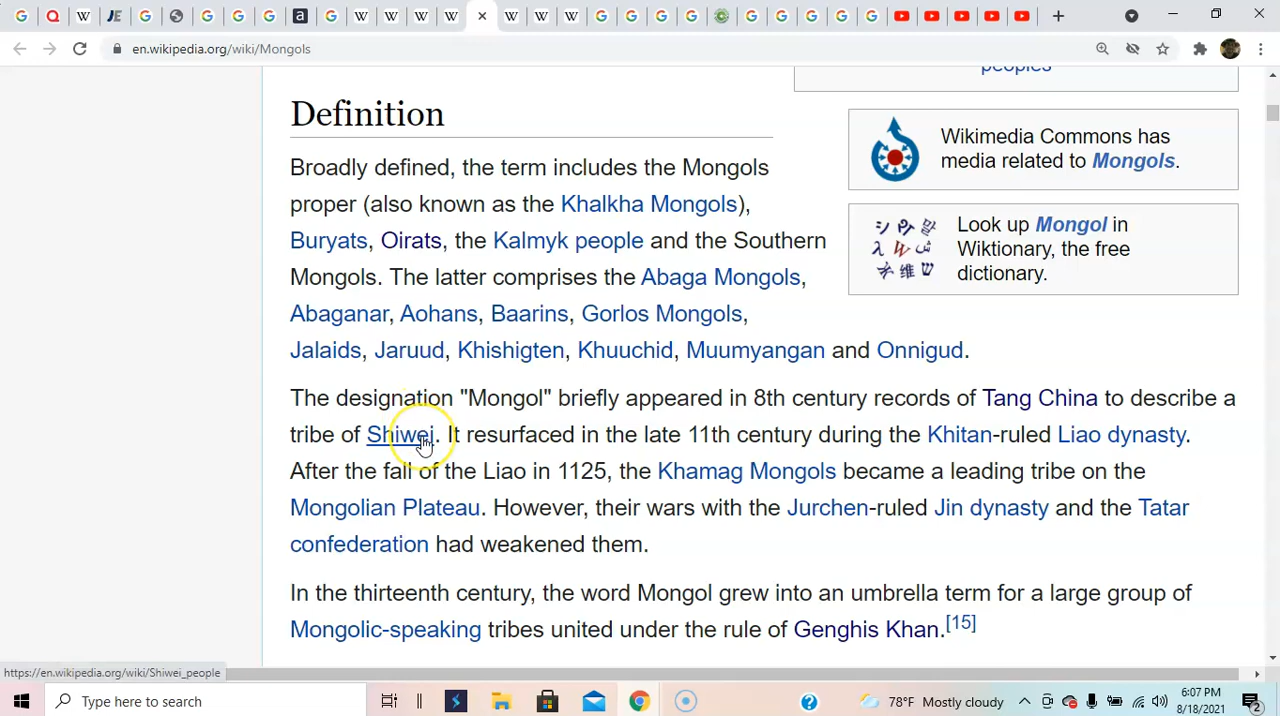 en.wikipedia.org/wiki/Mongols
peoples
Definition
Wikimedia Commons has
media related to Mongols.
Broadly defined, the term includes the Mongols
proper (also known as the Khalkha Mongols),
Buryats, Oirats, the Kalmyk people and the Southern
Mongols. The latter comprises the Abaga Mongols,
Abaganar, Aohans, Baarins, Gorlos Mongols,
Jalaids, Jaruud, Khishigten, Khuuchid, Muumyangan and Onnigud.
Look up Mongol in
Wiktionary, the free
dictionary.
The designation "Mongol" briefly appeared in 8th century records of Tang China to describe a
tribe of Shiwei. It resurfaced in the late 11th century during the Khitan-ruled Liao dynasty.
After the fall of the Liao in 1125, the Khamag Mongols became a leading tribe on the
Mongolian Plateau. However, their wars with the Jurchen-ruled Jin dynasty and the Tatar
confederation had weakened them.
In the thirteenth century, the word Mongol grew into an umbrella term for a large group of
Mongolic-speaking tribes united under the rule of Genghis Khan.[15]
https://en.wikipedia.org/wiki/Shiwei_people
Type here to search
78°F Mostly cloudy
6:07 PM
8/18/2021
2